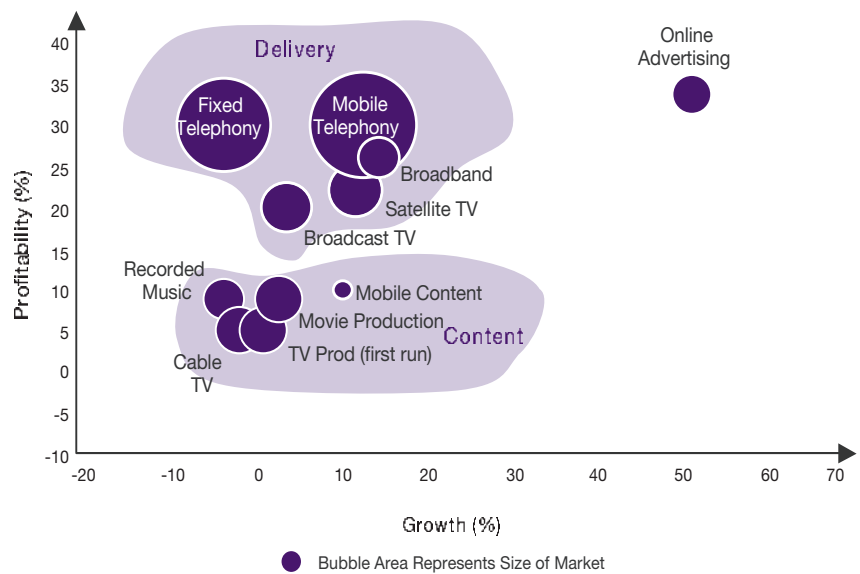 Online
Advertising
Delivery
Fixed
Telephony
Mobile
Telephony
Broadband
Satellite TV
Broadcast TV
Recorded
Music
Mobile Content
Movie Production
Content
TV Prod (first run)
Cable
TV
Profitability (%)
40
35
30
25
20
15
10
5
0
-5
-10
-20
-10
0
10
20
30
40
50
60
70
Growth (%)
Bubble Area Represents Size of Market